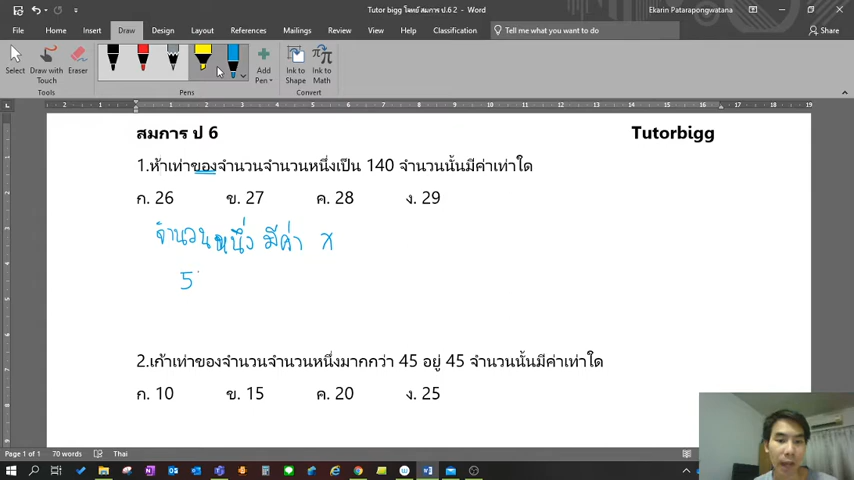 Tutor bigg โจทย์ สมการ ป.6 2 - Word
Ekarin Patarapongwatana
File Home Insert Draw Design Layout References Mailings Review View Help Classification Tell me what you want to do Share
Select Draw with Touch Eraser Add Pen Ink to Shape Ink to Math
Tools Pens Convert
สมการ ป 6 Tutorbigg
1.ห้าเท่าของจำนวนจำนวนหนึ่งเป็น 140 จำนวนนั้นมีค่าเท่าใด
ก. 26 ข. 27 ค. 28 ง. 29
จำนวนหนึ่ง มีค่า x
5
2.เก้าเท่าของจำนวนจำนวนหนึ่งมากกว่า 45 อยู่ 45 จำนวนนั้นมีค่าเท่าใด
ก. 10 ข. 15 ค. 20 ง. 25
Page 1 of 1 70 words Thai